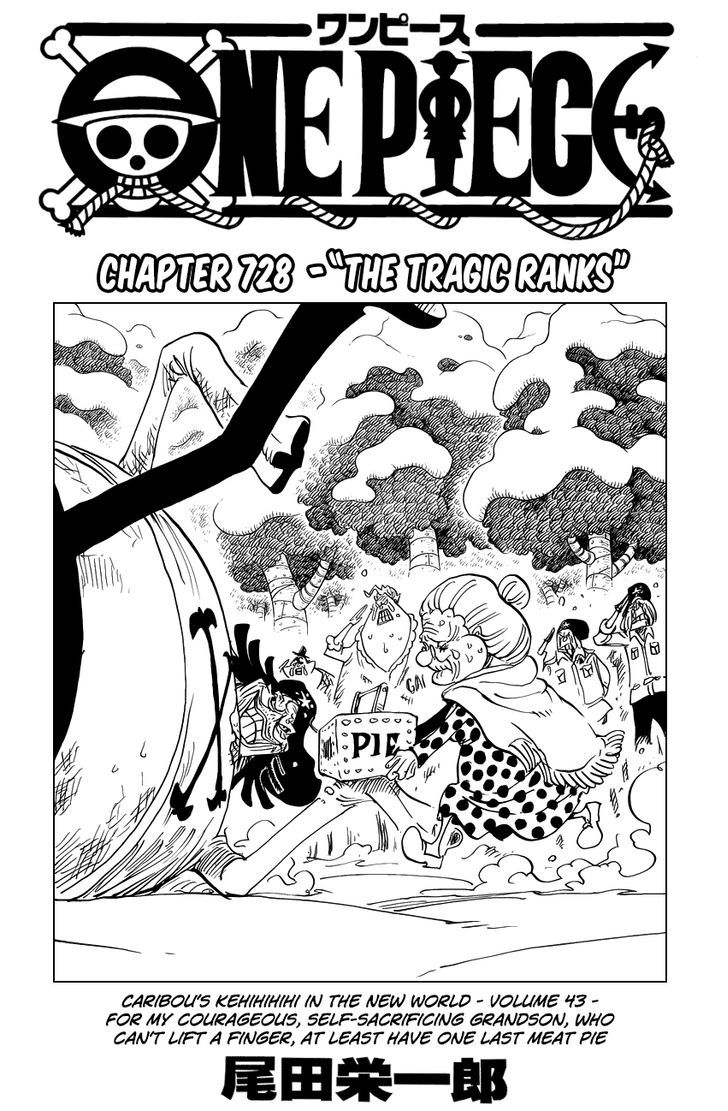 ワンピース
ONE PIECE
CHAPTER 728 - "THE TRAGIC RANKS"
GAI
PIE
CARIBOU'S KEHIHIHIHI IN THE NEW WORLD - VOLUME 43 -
FOR MY COURAGEOUS, SELF-SACRIFICING GRANDSON, WHO
CAN'T LIFT A FINGER, AT LEAST HAVE ONE LAST MEAT PIE
尾田栄一郎